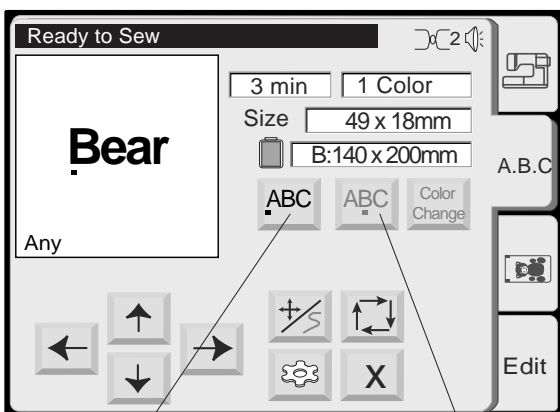 Ready to Sew
2
3 min
1 Color
Size
49 x 18mm
B:140 x 200mm
Bear
Any
ABC
ABC
Color
Change
X
A.B.C
Edit